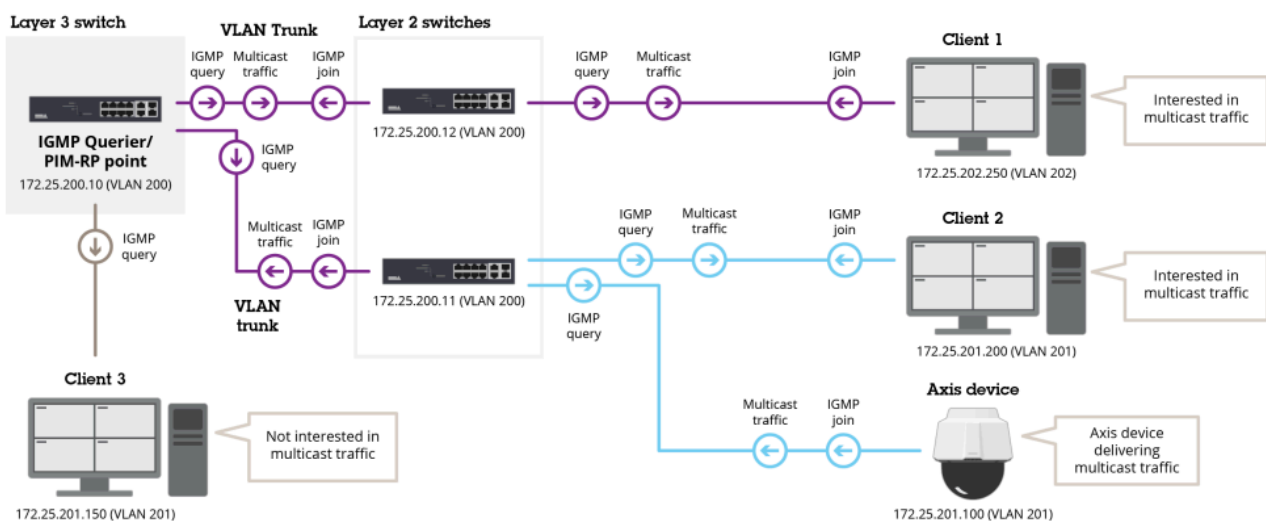 Layer 3 switch
VLAN Trunk
Layer 2 switches
IGMP
query
Multicast
traffic
IGMP
join
IGMP
query
Multicast
traffic
IGMP
join
Client 1
Interested in
multicast traffic
172.25.200.12 (VLAN 200)
IGMP Querier/
PIM-RP point
172.25.200.10 (VLAN 200)
IGMP
query
172.25.202.250 (VLAN 202)
IGMP
query
Multicast
traffic
IGMP
join
IGMP
query
Multicast
traffic
IGMP
join
Client 2
Interested in
multicast traffic
172.25.200.11 (VLAN 200)
VLAN
trunk
IGMP
query
172.25.201.200 (VLAN 201)
Client 3
Not interested in
multicast traffic
172.25.201.150 (VLAN 201)
Axis device
Multicast
traffic
IGMP
join
Axis device
delivering
multicast traffic
172.25.201.100 (VLAN 201)